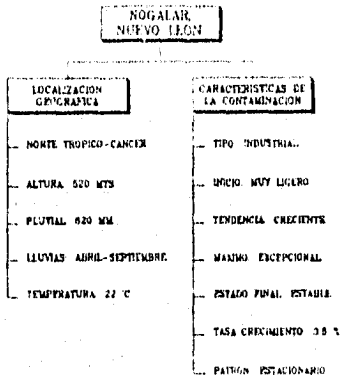 NOGALAR,
NUEVO LEON
LOCALIZACION
GEOGRAFICA
NORTE TROPICO-CANCER
ALTURA 520 MTS
PLUVIAL 620 MM
LLUVIAS ABRIL-SEPTIEMBRE
TEMPERATURA 22 °C
CARACTERISTICAS DE
LA CONTAMINACION
TIPO INDUSTRIAL
INICIO MUY LIGERO
TENDENCIA CRECIENTE
MAXIMO EXCEPCIONAL
ESTADO FINAL ESTABLE
TASA CRECIMIENTO 3.5 %
PATRON ESTACIONARIO